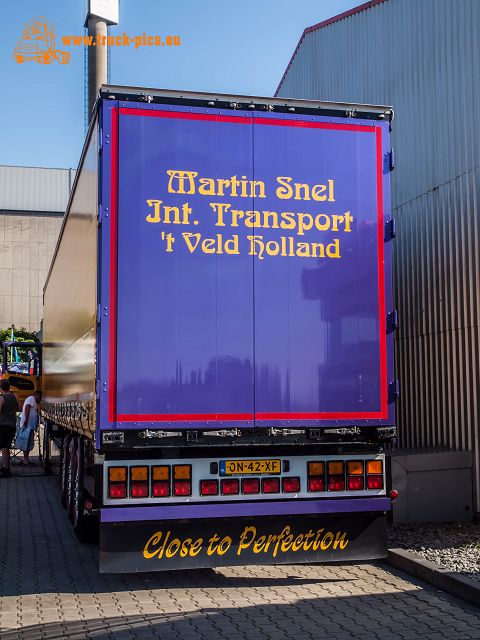 www.truck-pics.eu
Martin Snel
Int. Transport
't Veld Holland
ON-42-XF
Close to Perfection